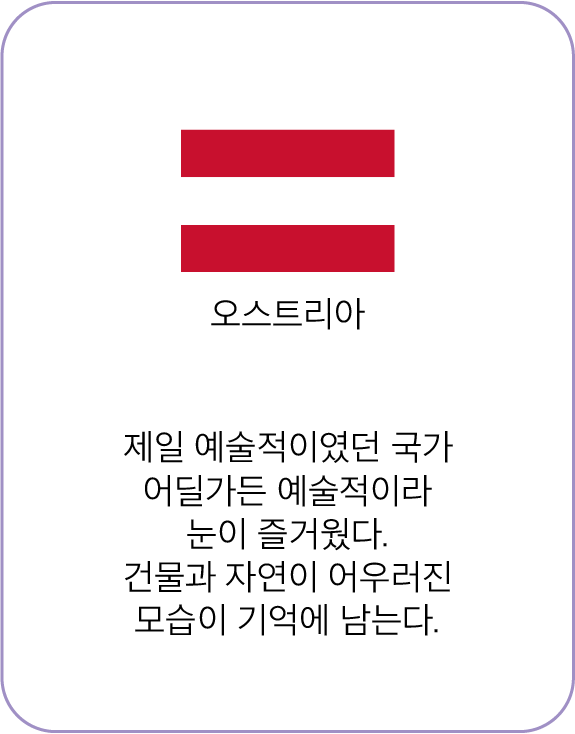 오스트리아
제일 예술적이였던 국가
어딜가든 예술적이라
눈이 즐거웠다.
건물과 자연이 어우러진
모습이 기억에 남는다.